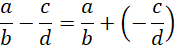 a/b − c/d = a/b + (−c/d)